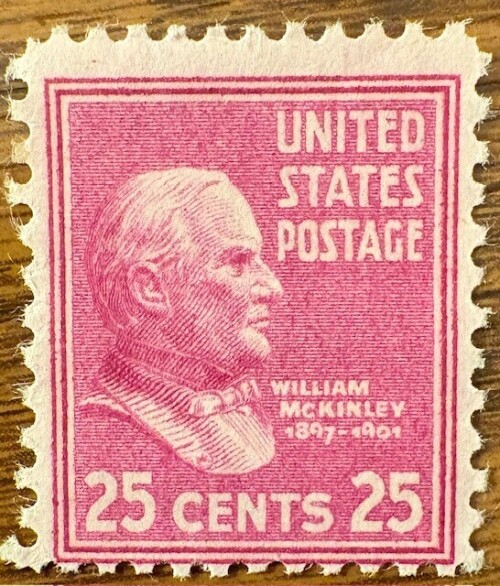 UNITED
STATES
POSTAGE
WILLIAM
MCKINLEY
1897-1901
25 CENTS 25